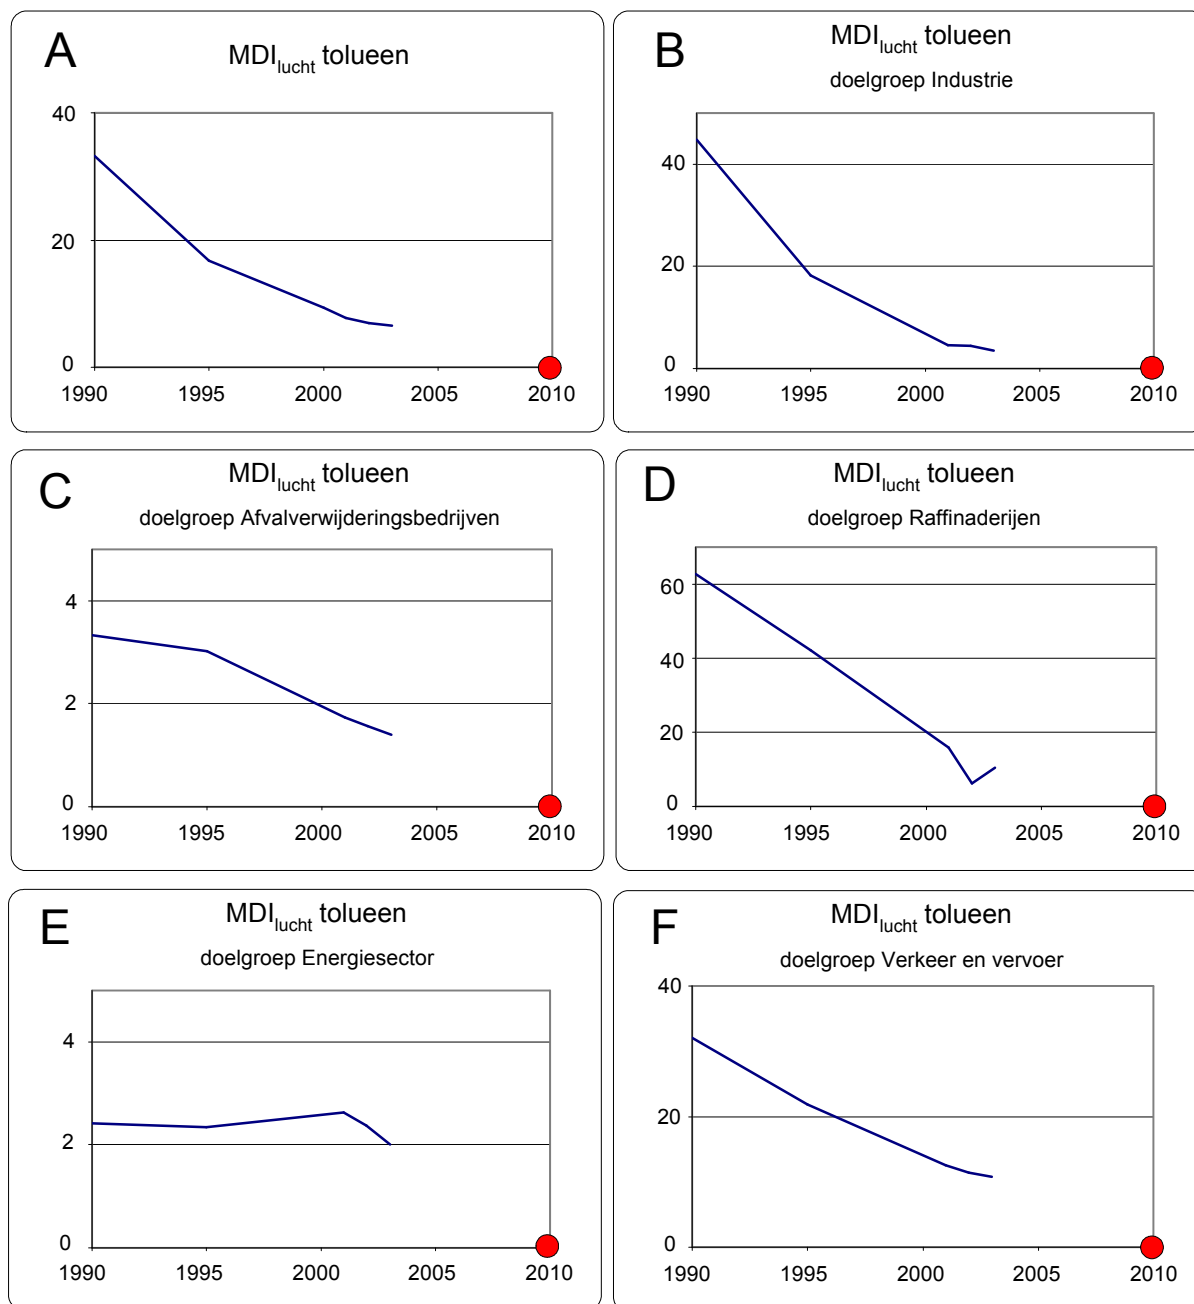 A
MDIlucht tolueen
40
20
0
1990 1995 2000 2005 2010
B
MDIlucht tolueen
doelgroep Industrie
40
20
0
1990 1995 2000 2005 2010
C
MDIlucht tolueen
doelgroep Afvalverwijderingsbedrijven
4
2
0
1990 1995 2000 2005 2010
D
MDIlucht tolueen
doelgroep Raffinaderijen
60
40
20
0
1990 1995 2000 2005 2010
E
MDIlucht tolueen
doelgroep Energiesector
4
2
0
1990 1995 2000 2005 2010
F
MDIlucht tolueen
doelgroep Verkeer en vervoer
40
20
0
1990 1995 2000 2005 2010